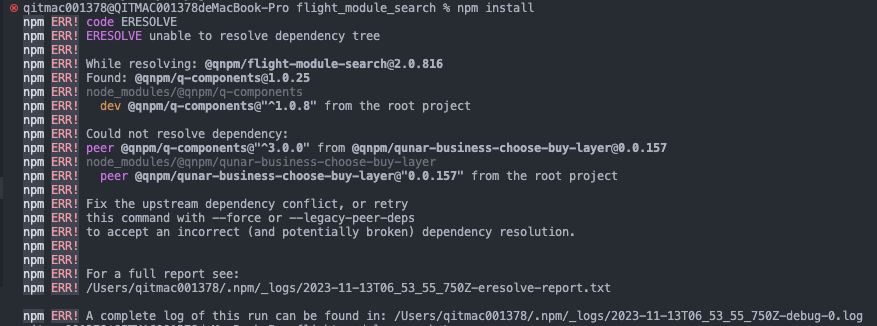 qitmac001378@QITMAC001378deMacBook-Pro flight_module_search % npm install
npm ERR! code ERESOLVE
npm ERR! ERESOLVE unable to resolve dependency tree
npm ERR!
npm ERR! While resolving: @qnpm/flight-module-search@2.0.816
npm ERR! Found: @qnpm/q-components@1.0.25
npm ERR! node_modules/@qnpm/q-components
npm ERR!   dev @qnpm/q-components@"^1.0.8" from the root project
npm ERR!
npm ERR! Could not resolve dependency:
npm ERR! peer @qnpm/q-components@"^3.0.0" from @qnpm/qunar-business-choose-buy-layer@0.0.157
npm ERR! node_modules/@qnpm/qunar-business-choose-buy-layer
npm ERR!   peer @qnpm/qunar-business-choose-buy-layer@"0.0.157" from the root project
npm ERR!
npm ERR! Fix the upstream dependency conflict, or retry
npm ERR! this command with --force or --legacy-peer-deps
npm ERR! to accept an incorrect (and potentially broken) dependency resolution.
npm ERR!
npm ERR!
npm ERR! For a full report see:
npm ERR! /Users/qitmac001378/.npm/_logs/2023-11-13T06_53_55_750Z-eresolve-report.txt
npm ERR! A complete log of this run can be found in: /Users/qitmac001378/.npm/_logs/2023-11-13T06_53_55_750Z-debug-0.log